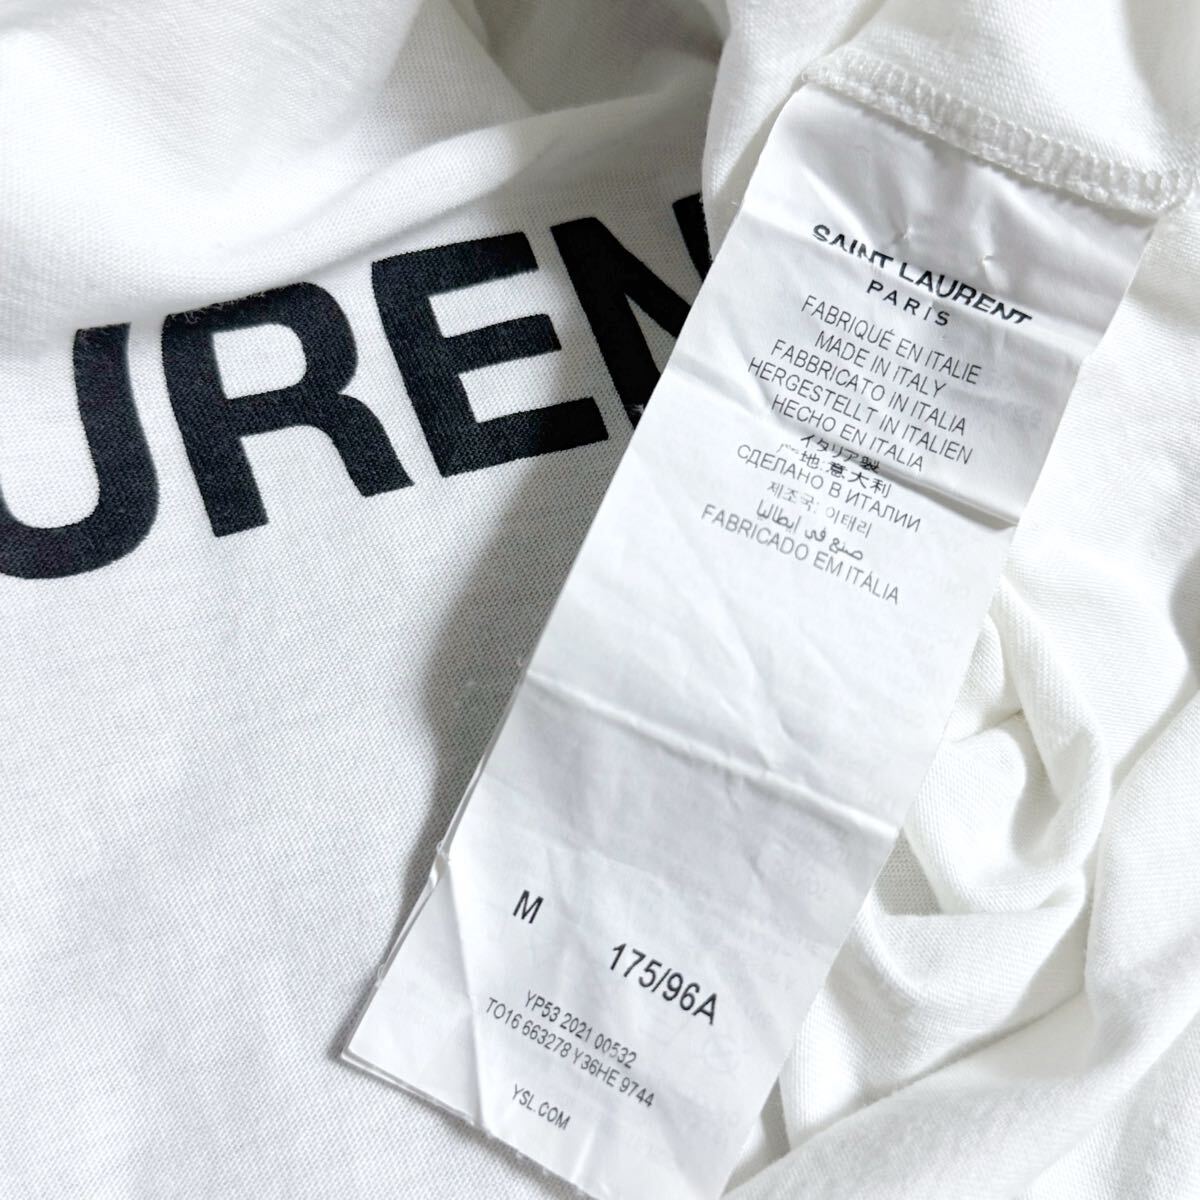 UREN
SAINT LAURENT
PARIS
FABRIQUÉ EN ITALIE
MADE IN ITALY
FABBRICATO IN ITALIA
HERGESTELLT IN ITALIEN
HECHO EN ITALIA
イタリア製
产地:意大利
СДЕЛАНО В ИТАЛИИ
제조국: 이태리
صنع في إيطاليا
FABRICADO EM ITÁLIA
M
175/96A
YP53 2021 00532
TO16 663278 Y36HE 9744
YSL.COM